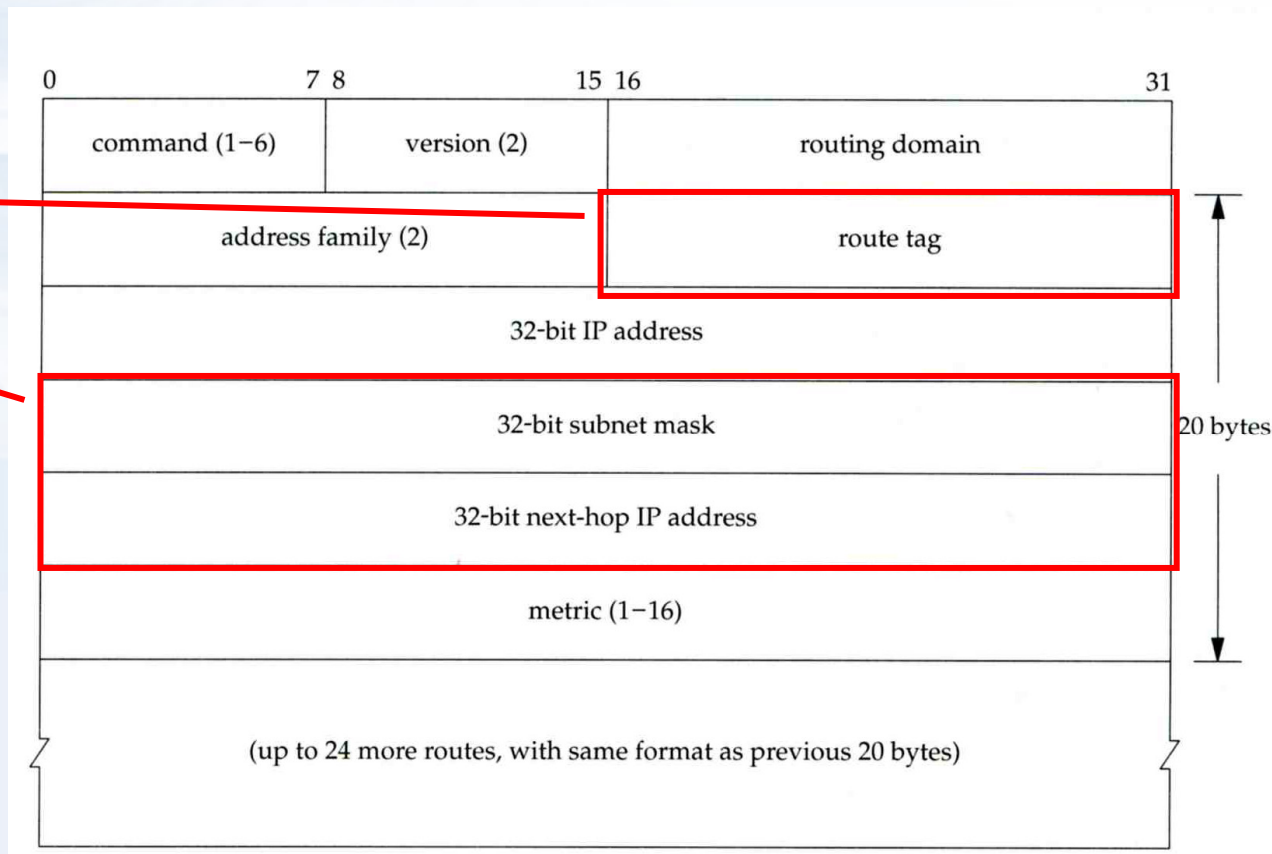 0 7 8 15 16 31
command (1−6) version (2) routing domain
address family (2) route tag
32-bit IP address
32-bit subnet mask
20 bytes
32-bit next-hop IP address
metric (1−16)
(up to 24 more routes, with same format as previous 20 bytes)